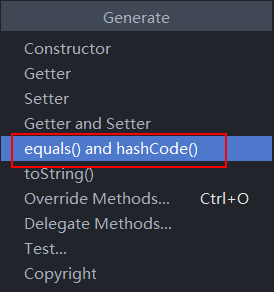 Generate
Constructor
Getter
Setter
Getter and Setter
equals() and hashCode()
toString()
Override Methods... Ctrl+O
Delegate Methods...
Test...
Copyright